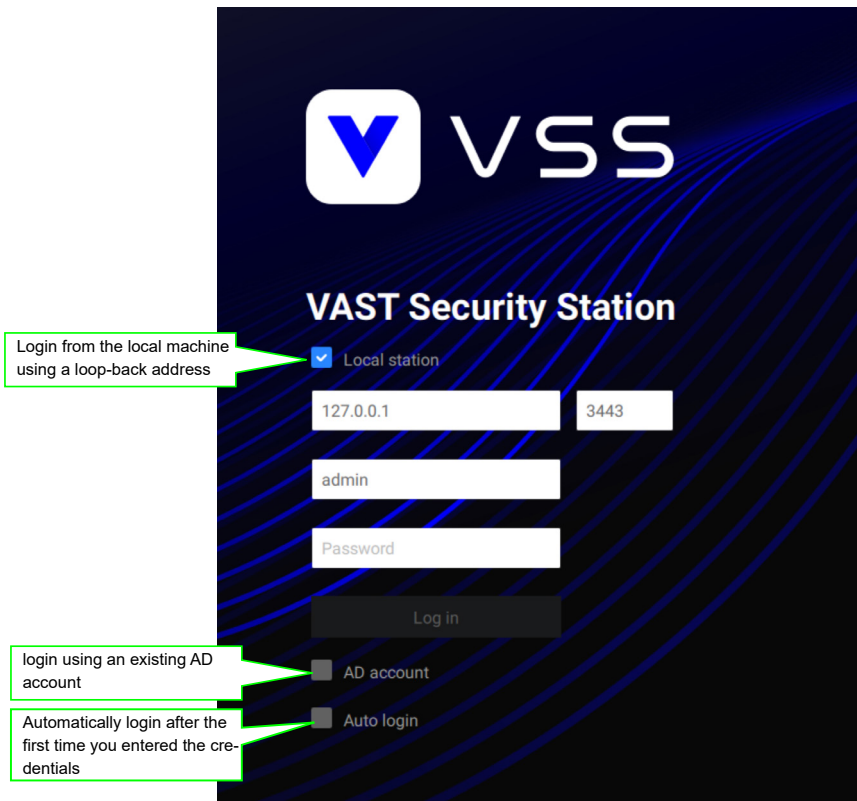 VSS
VAST Security Station
Login from the local machine
using a loop-back address
Local station
127.0.0.1 3443
admin
Password
Log in
login using an existing AD
account
AD account
Automatically login after the
first time you entered the cre-
dentials
Auto login